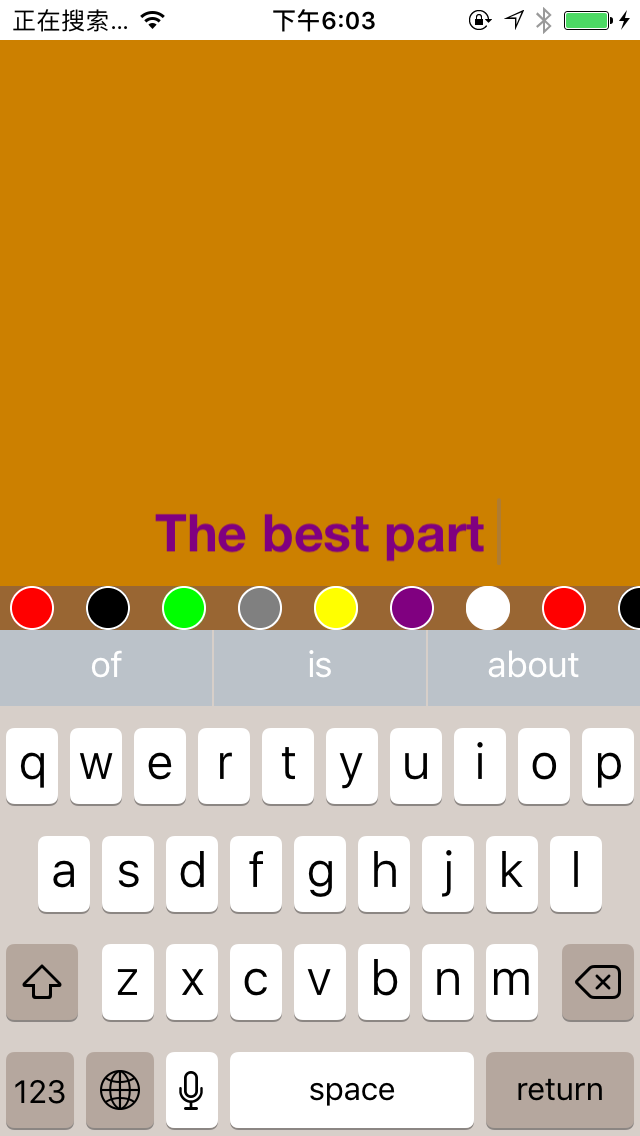 正在搜索... 下午6:03
The best part
of is about
q w e r t y u i o p
a s d f g h j k l
z x c v b n m
123 space return